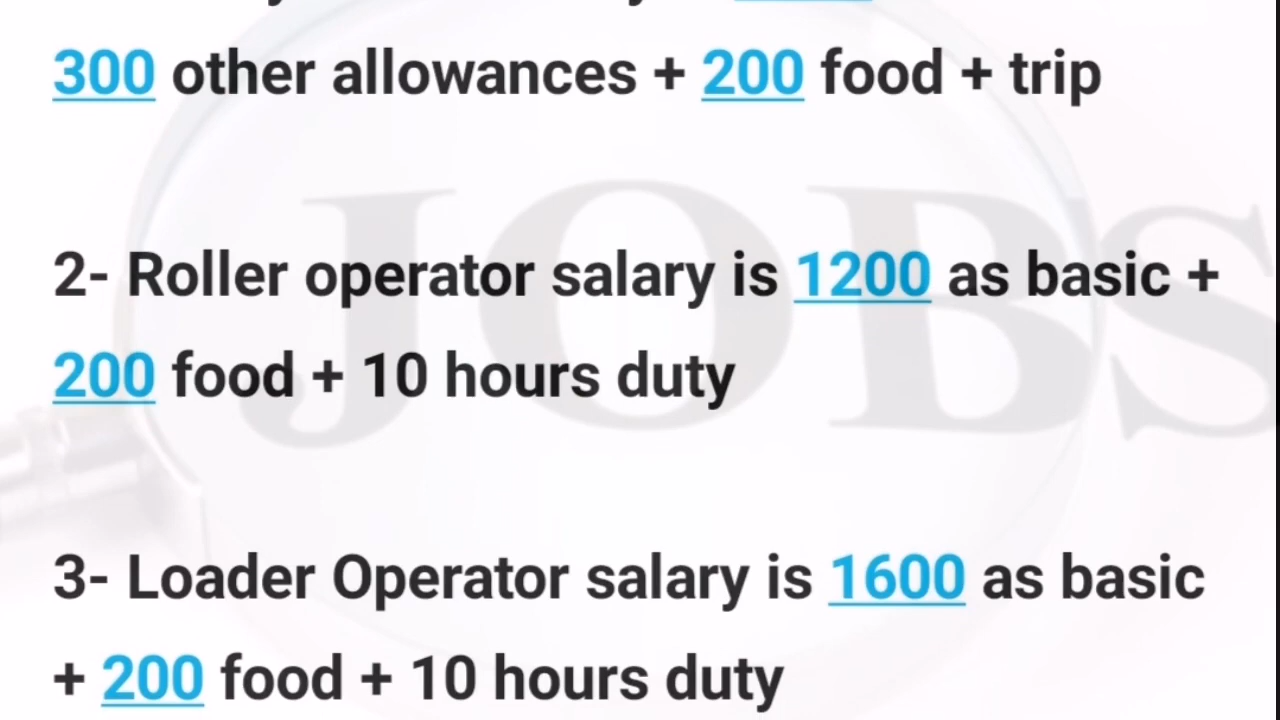 300 other allowances + 200 food + trip
JOBS
2- Roller operator salary is 1200 as basic +
200 food + 10 hours duty
3- Loader Operator salary is 1600 as basic
+ 200 food + 10 hours duty